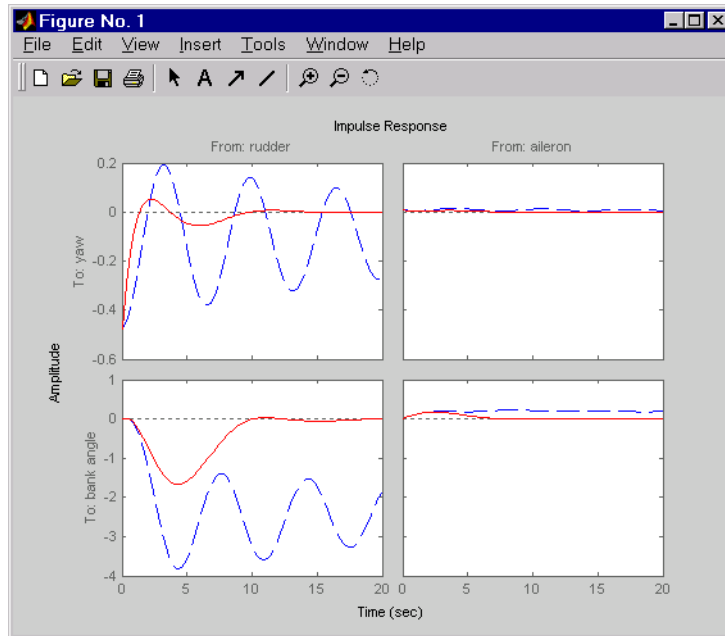 Figure No. 1
File Edit View Insert Tools Window Help
A
Impulse Response
From: rudder
From: aileron
To: yaw
0.2
0
-0.2
-0.4
-0.6
Amplitude
To: bank angle
1
0
-1
-2
-3
-4
0 5 10 15 20
0 5 10 15 20
Time (sec)